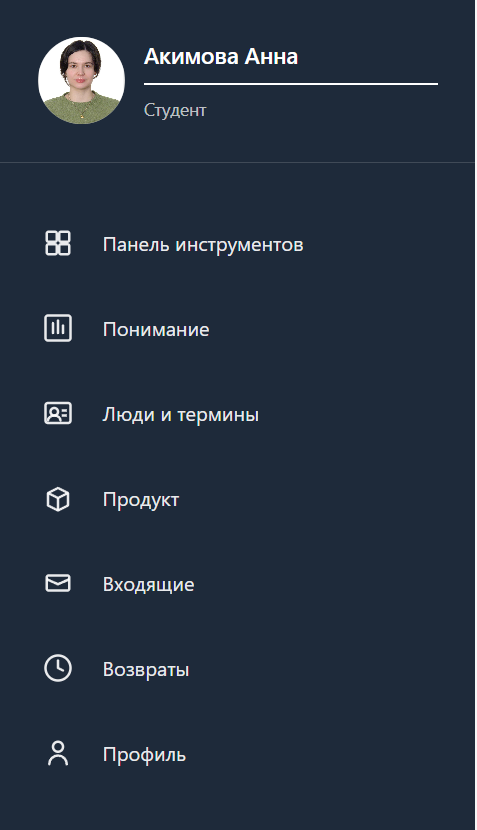 Акимова Анна
Студент
Панель инструментов
Понимание
Люди и термины
Продукт
Входящие
Возвраты
Профиль